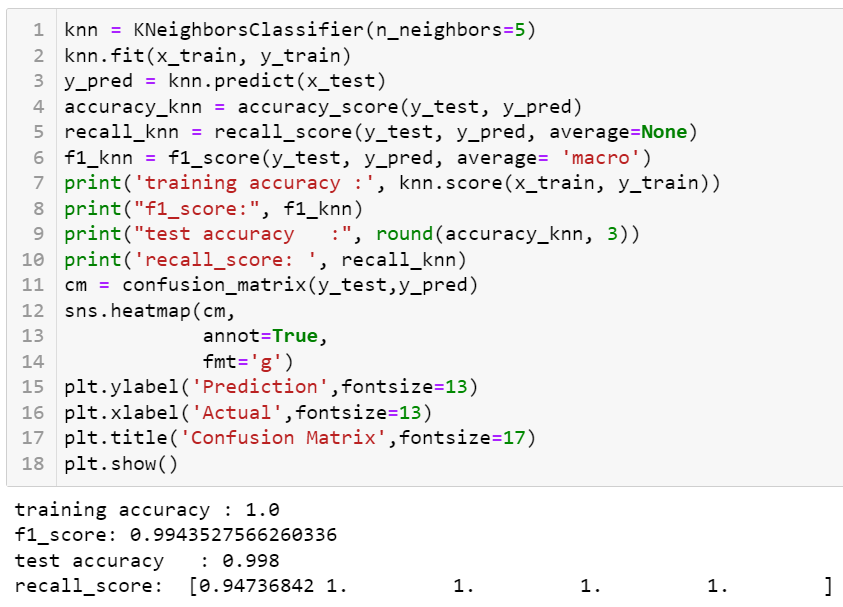 1 knn = KNeighborsClassifier(n_neighbors=5)
2 knn.fit(x_train, y_train)
3 y_pred = knn.predict(x_test)
4 accuracy_knn = accuracy_score(y_test, y_pred)
5 recall_knn = recall_score(y_test, y_pred, average=None)
6 f1_knn = f1_score(y_test, y_pred, average= 'macro')
7 print('training accuracy :', knn.score(x_train, y_train))
8 print("f1_score:", f1_knn)
9 print("test accuracy   :", round(accuracy_knn, 3))
10 print('recall_score: ', recall_knn)
11 cm = confusion_matrix(y_test,y_pred)
12 sns.heatmap(cm,
13             annot=True,
14             fmt='g')
15 plt.ylabel('Prediction',fontsize=13)
16 plt.xlabel('Actual',fontsize=13)
17 plt.title('Confusion Matrix',fontsize=17)
18 plt.show()
training accuracy : 1.0
f1_score: 0.9943527566260336
test accuracy   : 0.998
recall_score:  [0.94736842 1.         1.         1.         1.        ]